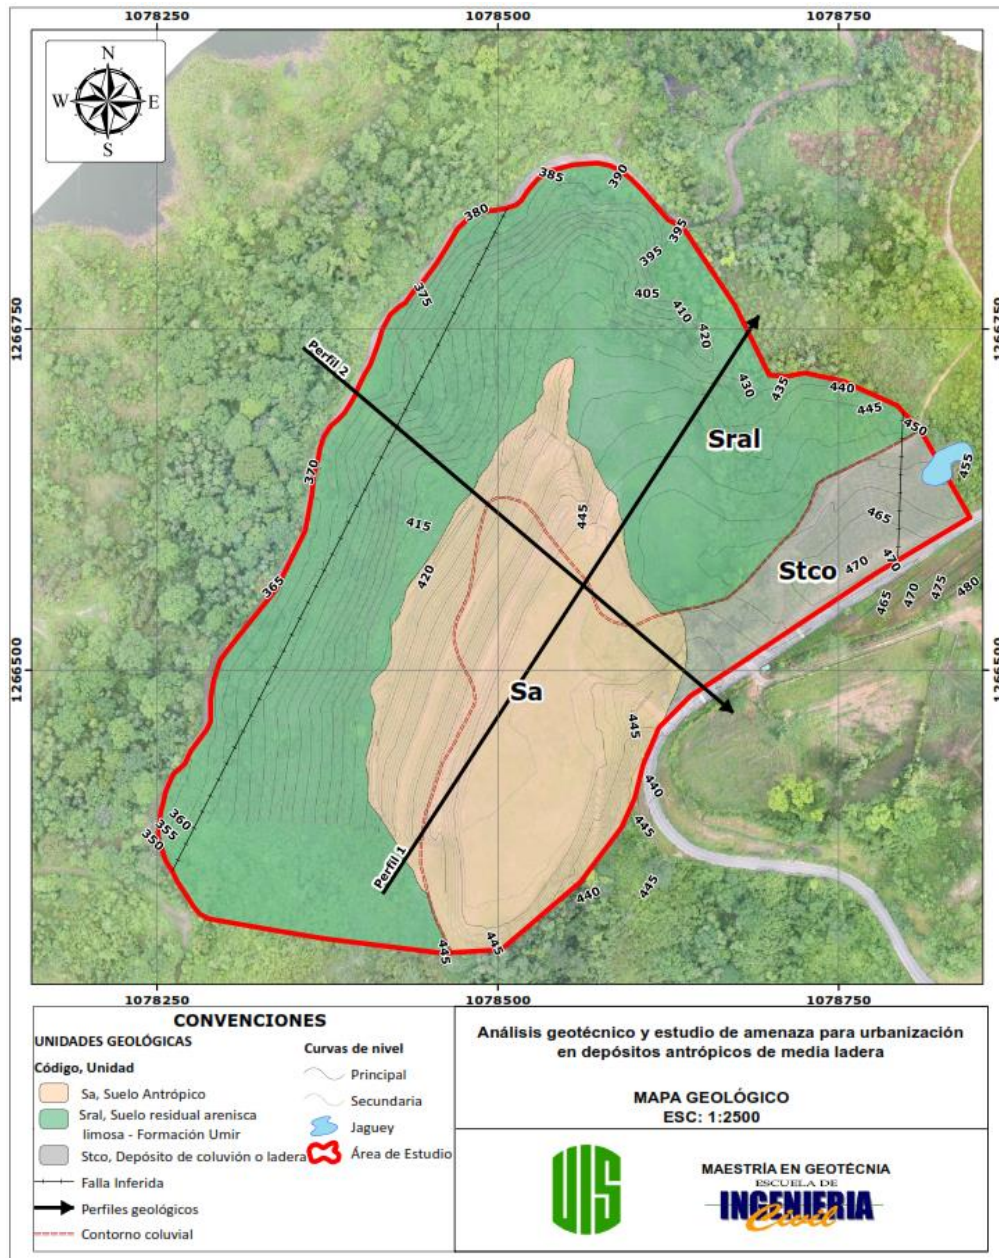 1078250
1078500
1078750
N
W
E
S
385
390
380
395
395
375
405
1266750
1266750
410
420
Perfil 2
430
435
440
445
450
Sral
455
370
445
465
415
Stco
470
470
420
365
465
470
475
480
1266500
1266500
Sa
445
440
360
355
350
445
Perfil 1
445
440
445
445
1078250
1078500
1078750
CONVENCIONES
UNIDADES GEOLÓGICAS
Código, Unidad
Sa, Suelo Antrópico
Sral, Suelo residual arenisca
limosa - Formación Umir
Stco, Depósito de coluvión o ladera
Falla Inferida
Perfiles geológicos
Contorno coluvial
Curvas de nivel
Principal
Secundaria
Jaguey
Área de Estudio
Análisis geotécnico y estudio de amenaza para urbanización
en depósitos antrópicos de media ladera
MAPA GEOLÓGICO
ESC: 1:2500
UIS
MAESTRÍA EN GEOTÉCNIA
ESCUELA DE
INGENIERIA
Civil